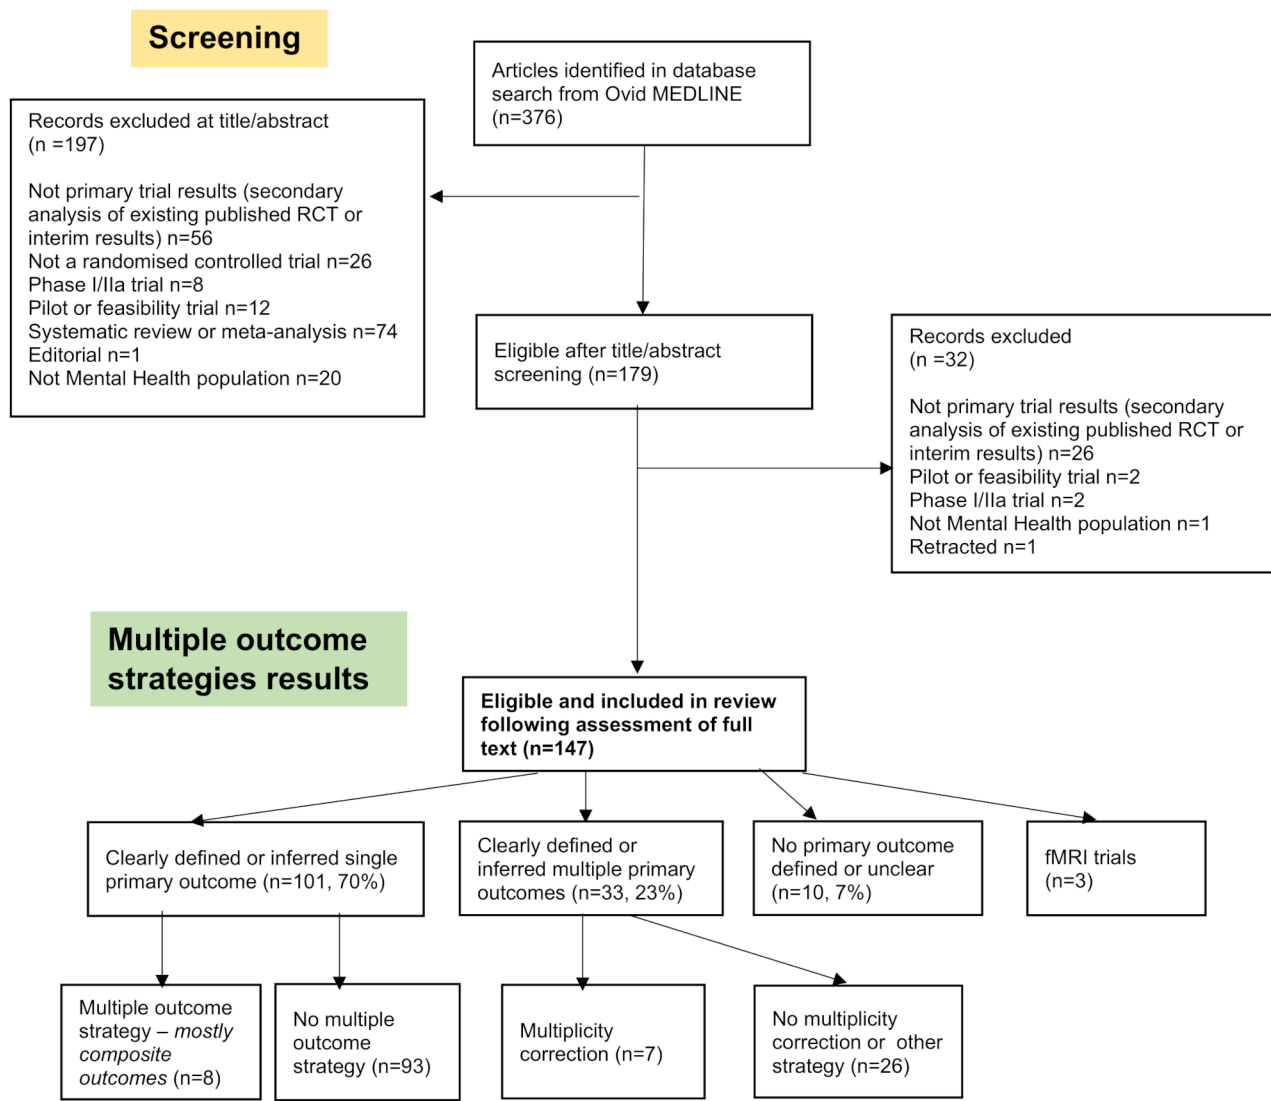 Screening
Articles identified in database
search from Ovid MEDLINE
(n=376)
Records excluded at title/abstract
(n =197)
Not primary trial results (secondary
analysis of existing published RCT or
interim results) n=56
Not a randomised controlled trial n=26
Phase I/IIa trial n=8
Pilot or feasibility trial n=12
Systematic review or meta-analysis n=74
Editorial n=1
Not Mental Health population n=20
Eligible after title/abstract
screening (n=179)
Records excluded
(n =32)
Not primary trial results (secondary
analysis of existing published RCT or
interim results) n=26
Pilot or feasibility trial n=2
Phase I/IIa trial n=2
Not Mental Health population n=1
Retracted n=1
Multiple outcome
strategies results
Eligible and included in review
following assessment of full
text (n=147)
Clearly defined or inferred single
primary outcome (n=101, 70%)
Clearly defined or
inferred multiple primary
outcomes (n=33, 23%)
No primary outcome
defined or unclear
(n=10, 7%)
fMRI trials
(n=3)
Multiple outcome
strategy – mostly
composite
outcomes (n=8)
No multiple
outcome
strategy (n=93)
Multiplicity
correction (n=7)
No multiplicity
correction or other
strategy (n=26)